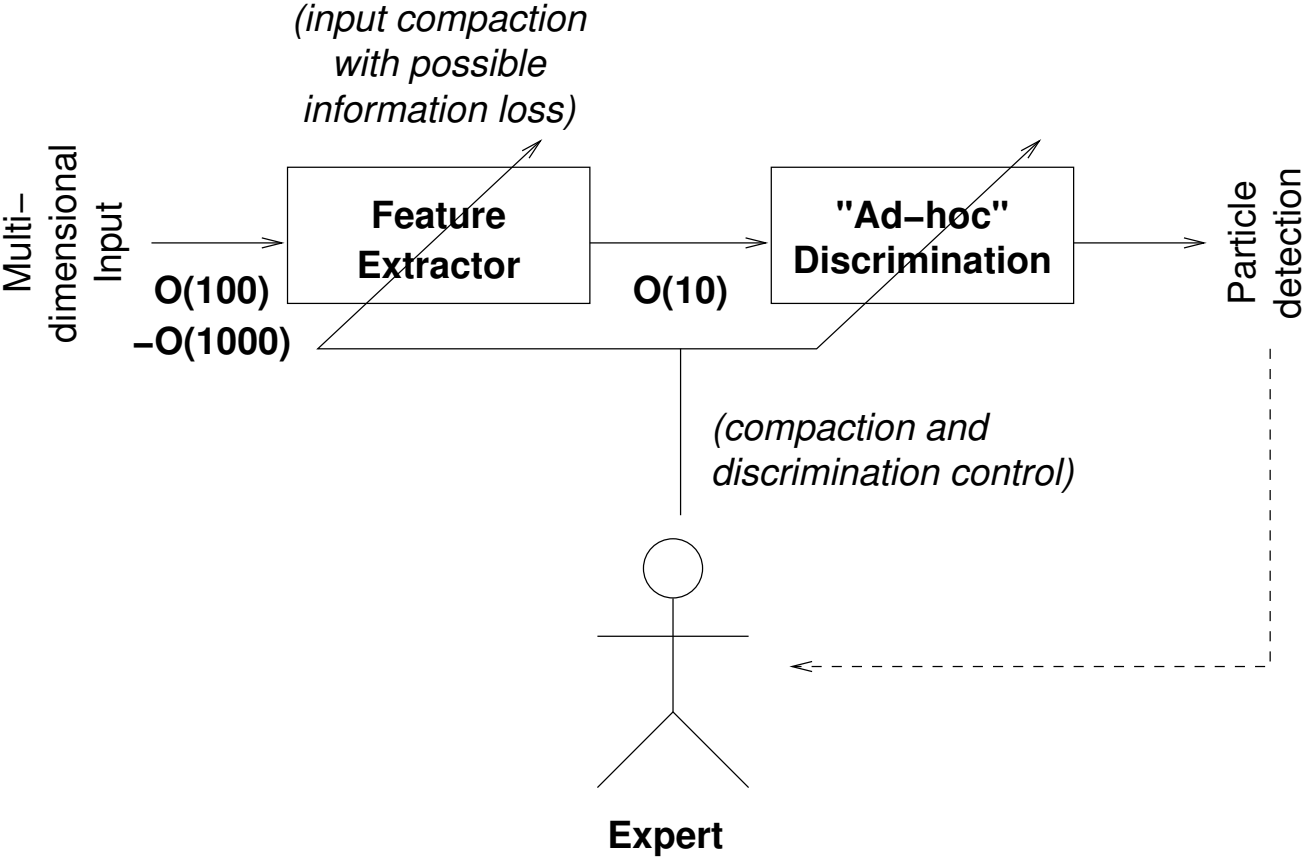 (input compaction
with possible
information loss)
Multi−
dimensional
Input
O(100)
−O(1000)
Feature
Extractor
O(10)
"Ad−hoc"
Discrimination
Particle
detection
(compaction and
discrimination control)
Expert